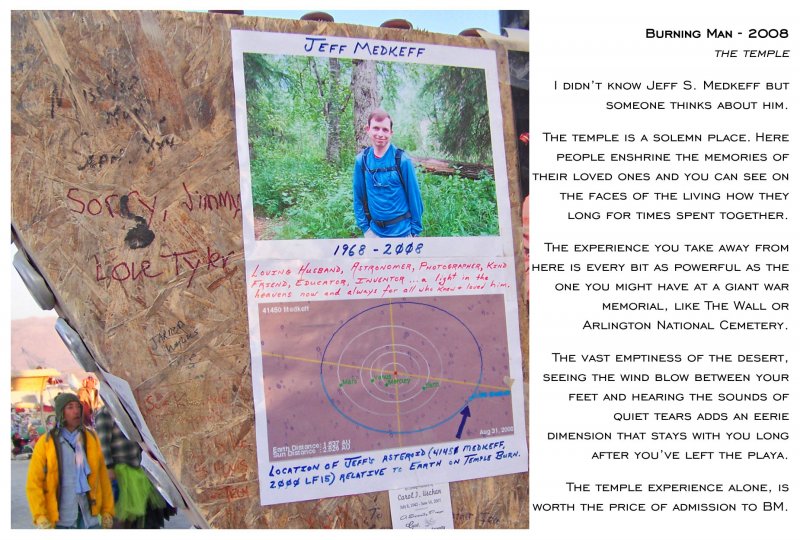 I miss you
Sorry, Jimmy
Love Tyler
JEFF MEDKEFF
1968 - 2008
LOVING HUSBAND, ASTRONOMER, PHOTOGRAPHER, KIND
FRIEND, EDUCATOR, INVENTOR ... a light in the
heavens now and always for all who knew + loved him.
41450 Medkeff
Mars
Venus
Mercury
Earth
Earth Distance: 1.837 AU
Sun Distance: 2.626 AU
Aug 31, 2008
LOCATION OF JEFF'S ASTEROID (41450 MEDKEFF,
2000 LF15) RELATIVE TO EARTH ON TEMPLE BURN.
BURNING MAN - 2008
THE TEMPLE
I DIDN'T KNOW JEFF S. MEDKEFF BUT
SOMEONE THINKS ABOUT HIM.
THE TEMPLE IS A SOLEMN PLACE. HERE
PEOPLE ENSHRINE THE MEMORIES OF
THEIR LOVED ONES AND YOU CAN SEE ON
THE FACES OF THE LIVING HOW THEY
LONG FOR TIMES SPENT TOGETHER.
THE EXPERIENCE YOU TAKE AWAY FROM
HERE IS EVERY BIT AS POWERFUL AS THE
ONE YOU MIGHT HAVE AT A GIANT WAR
MEMORIAL, LIKE THE WALL OR
ARLINGTON NATIONAL CEMETERY.
THE VAST EMPTINESS OF THE DESERT,
SEEING THE WIND BLOW BETWEEN YOUR
FEET AND HEARING THE SOUNDS OF
QUIET TEARS ADDS AN EERIE
DIMENSION THAT STAYS WITH YOU LONG
AFTER YOU'VE LEFT THE PLAYA.
THE TEMPLE EXPERIENCE ALONE, IS
WORTH THE PRICE OF ADMISSION TO BM.